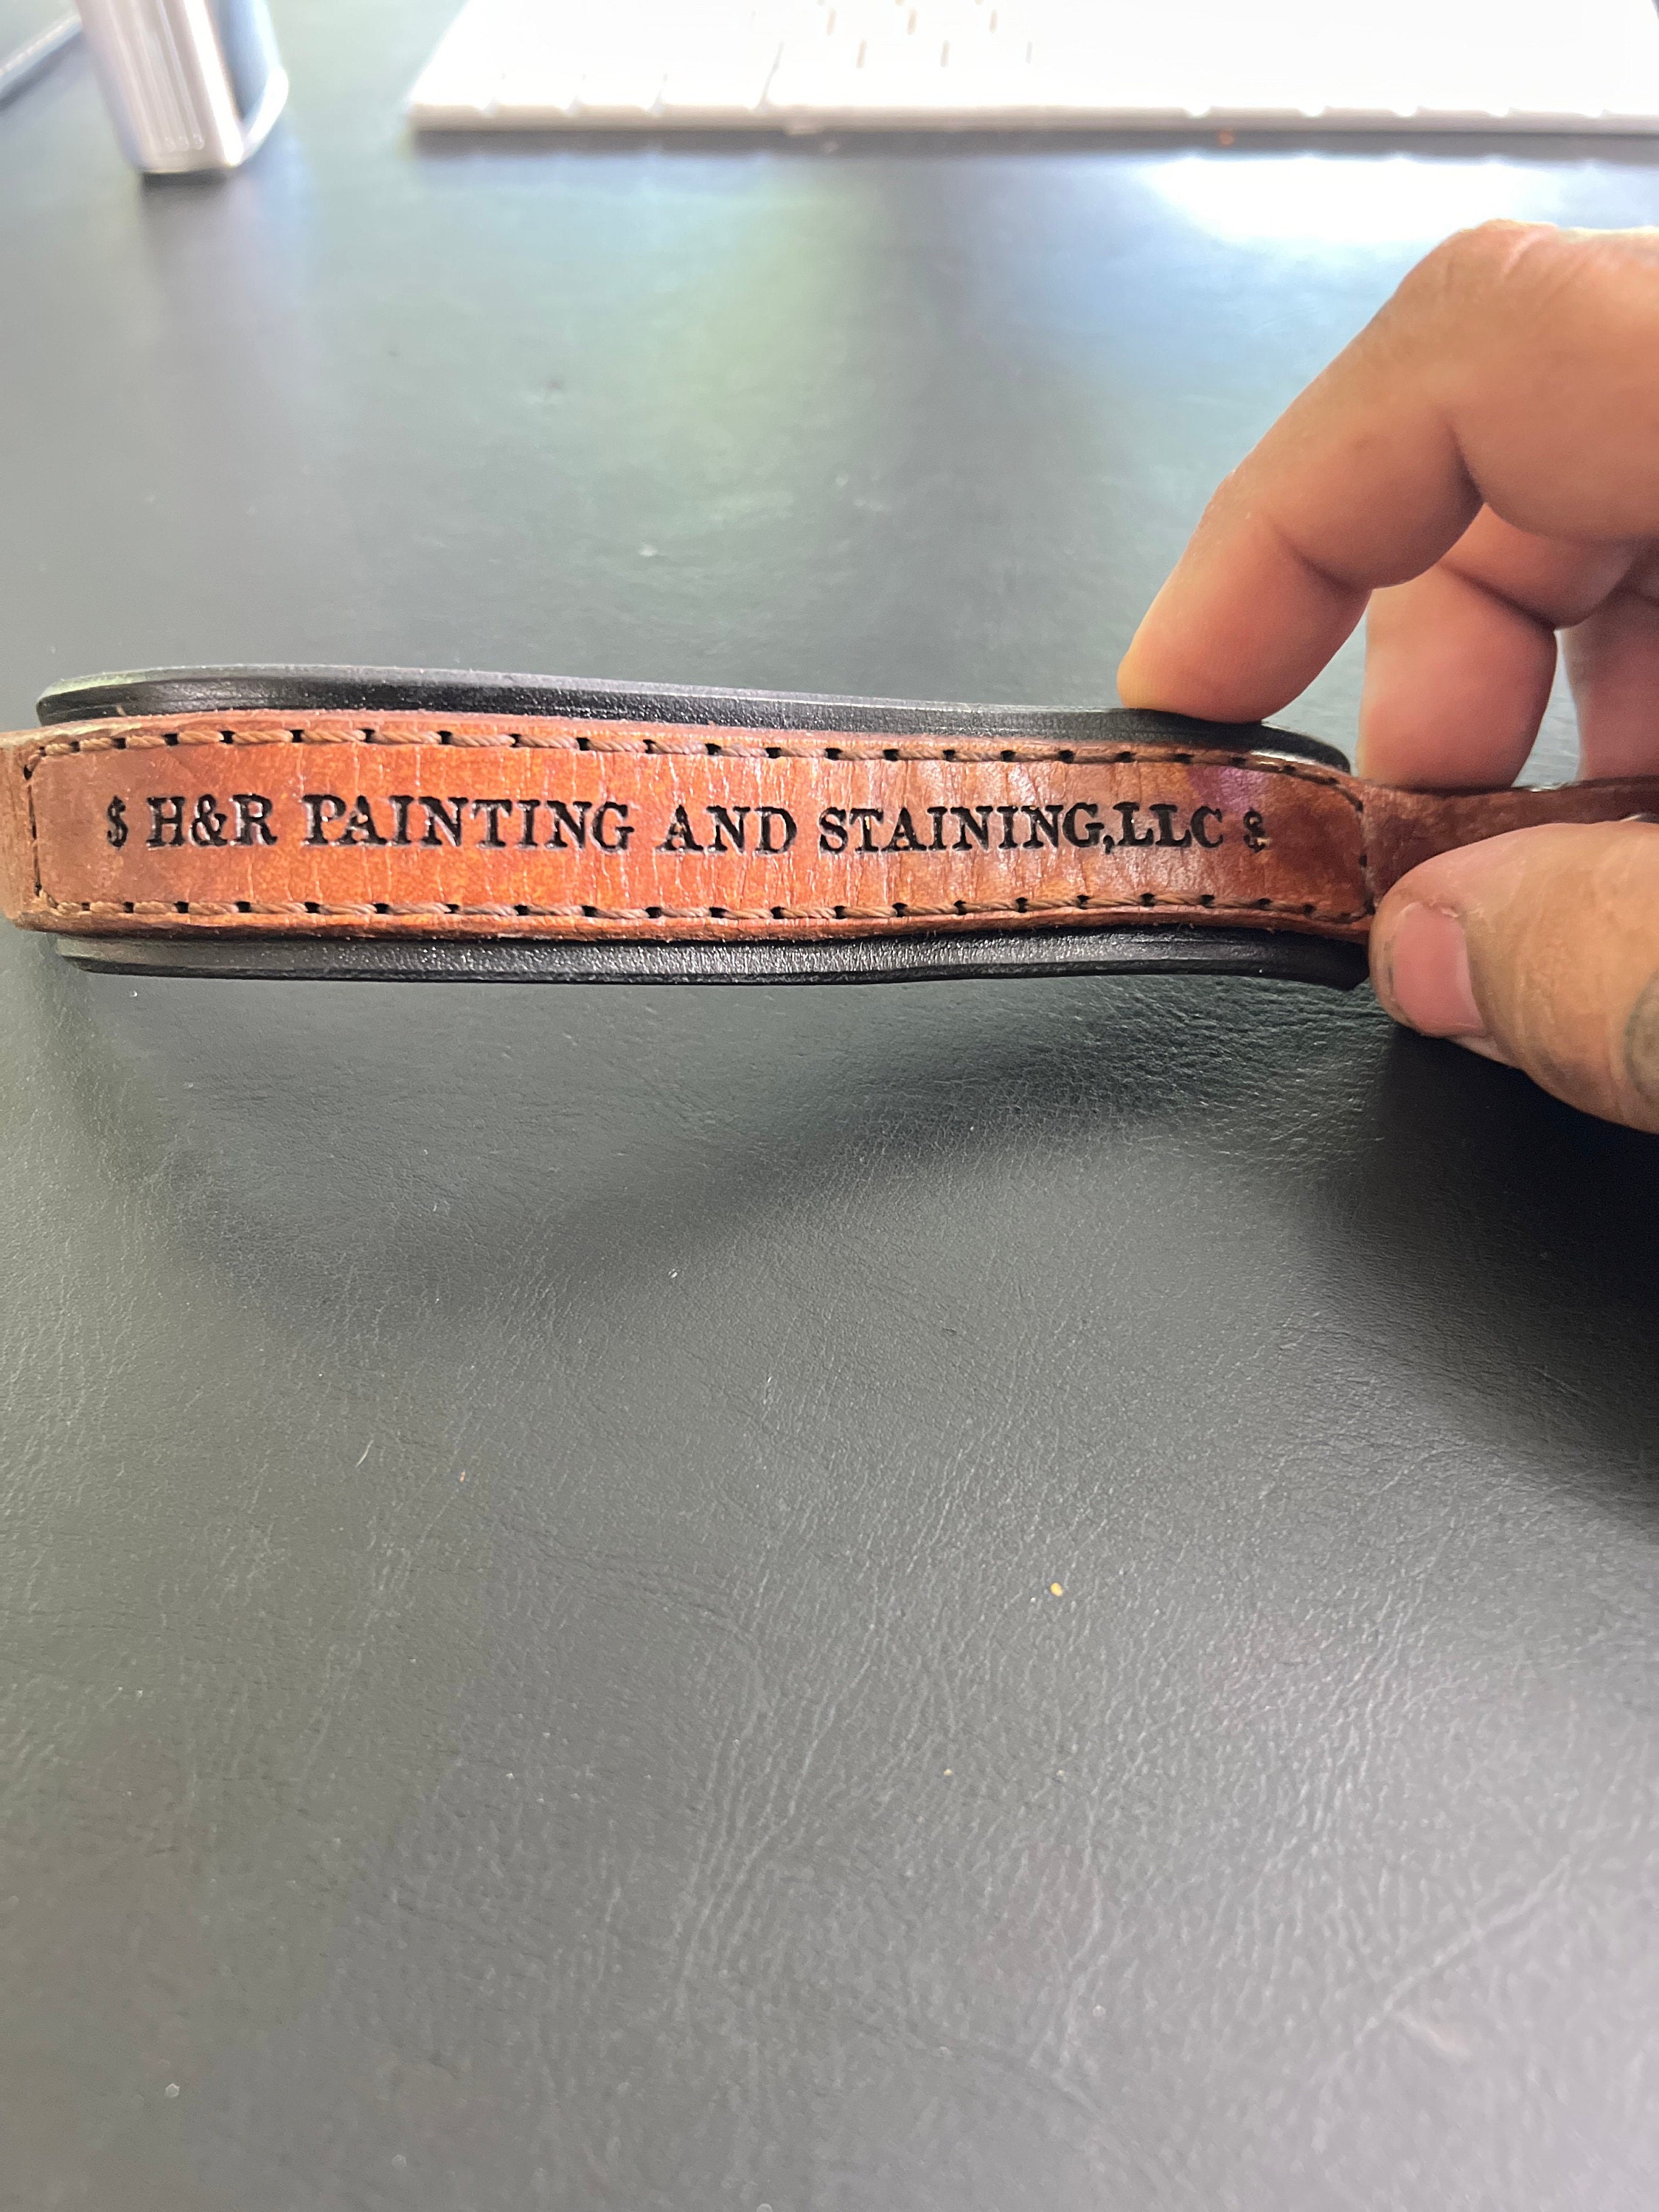 $ H&R PAINTING AND STAINING,LLC $